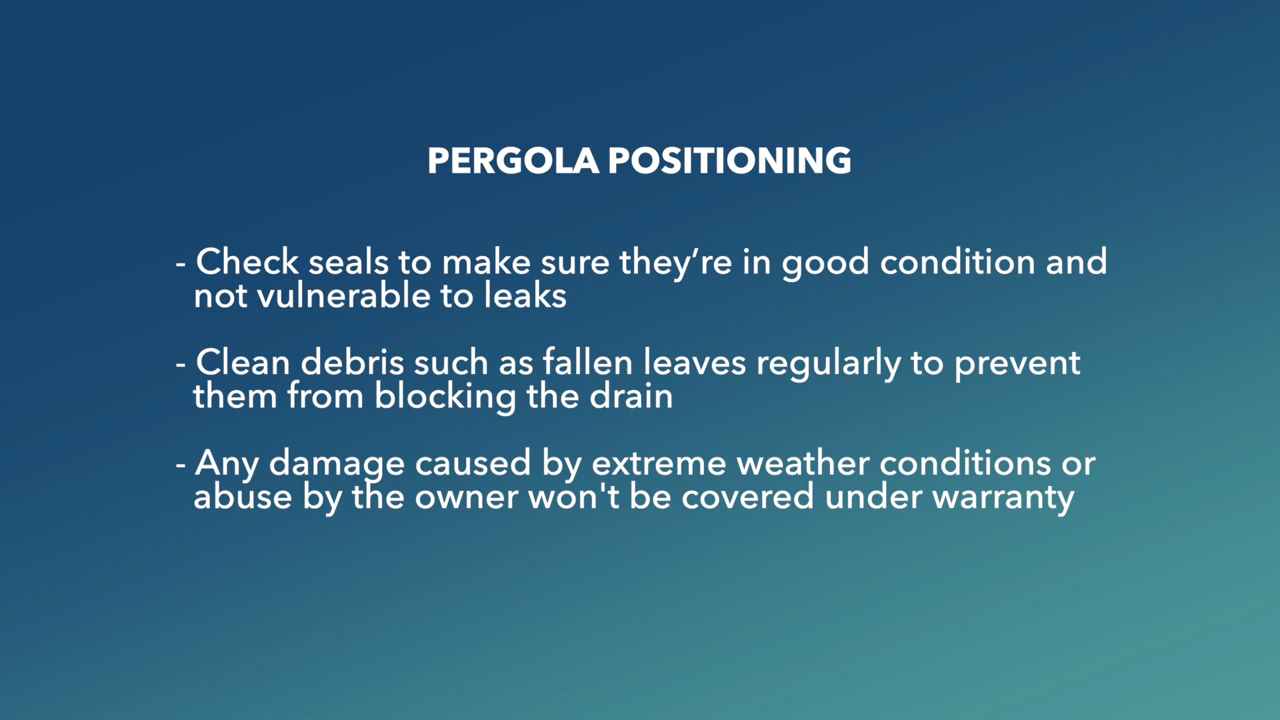 PERGOLA POSITIONING
- Check seals to make sure they’re in good condition and
not vulnerable to leaks
- Clean debris such as fallen leaves regularly to prevent
them from blocking the drain
- Any damage caused by extreme weather conditions or
abuse by the owner won't be covered under warranty